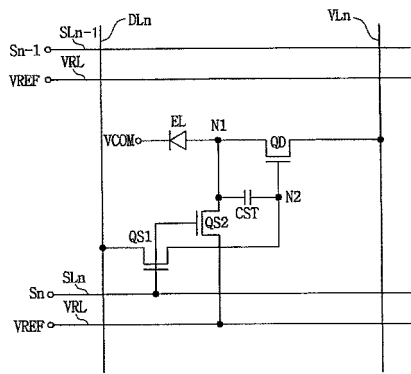 DLn
VLn
SLn-1
Sn-1
VRL
VREF
EL
N1
QD
VCOM
N2
CST
QS2
QS1
SLn
Sn
VRL
VREF